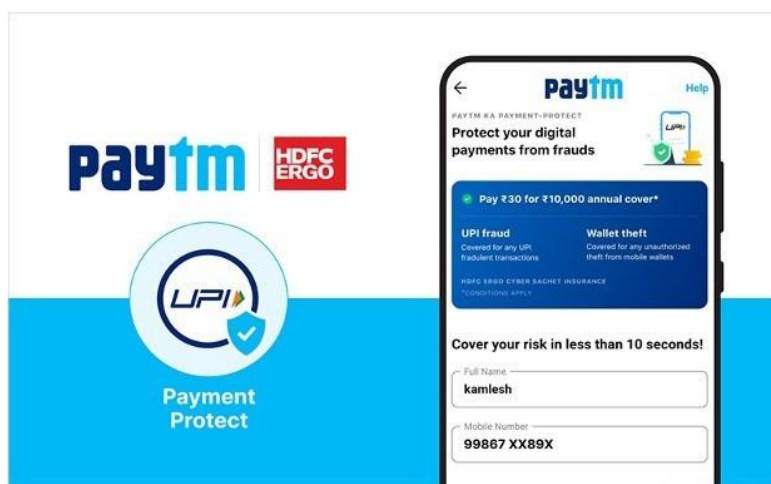 paytm
HDFC
ERGO
UPI
Payment
Protect
paytm
Help
PAYTM KA PAYMENT-PROTECT
Protect your digital
payments from frauds
UPI
Pay ₹30 for ₹10,000 annual cover*
UPI fraud
Covered for any UPI
fradulent transactions
Wallet theft
Covered for any unauthorized
theft from mobile wallets
HDFC ERGO CYBER SACHET INSURANCE
*CONDITIONS APPLY
Cover your risk in less than 10 seconds!
Full Name
kamlesh
Mobile Number
99867 XX89X